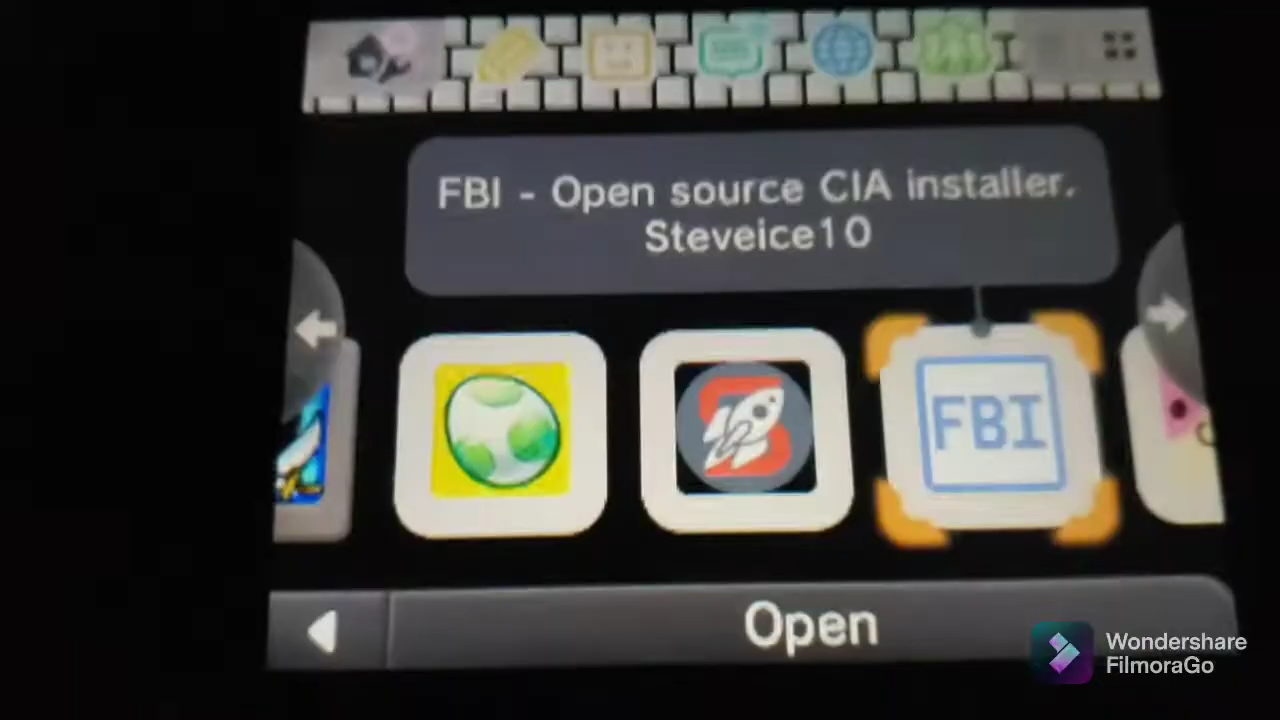 FBI - Open source CIA installer.
Steveice10
FBI
Open
Wondershare
FilmoraGo